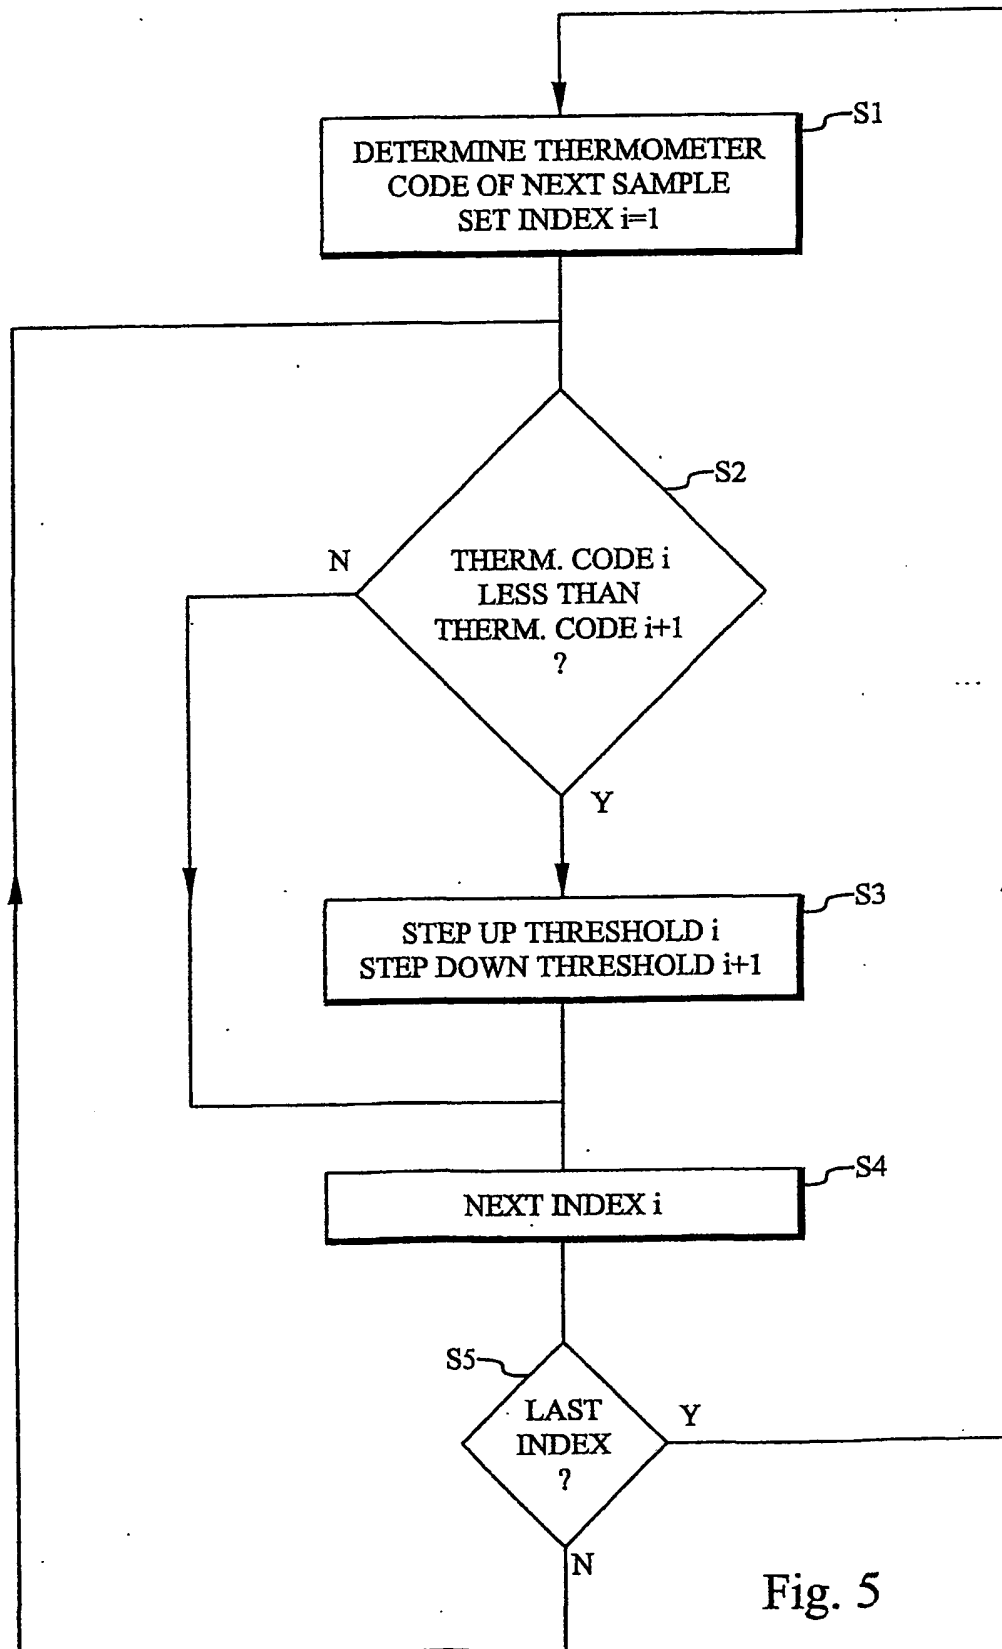 S1
DETERMINE THERMOMETER
CODE OF NEXT SAMPLE
SET INDEX i=1
S2
N
THERM. CODE i
LESS THAN
THERM. CODE i+1
?
Y
S3
STEP UP THRESHOLD i
STEP DOWN THRESHOLD i+1
S4
NEXT INDEX i
S5
LAST
INDEX
?
Y
N
Fig. 5